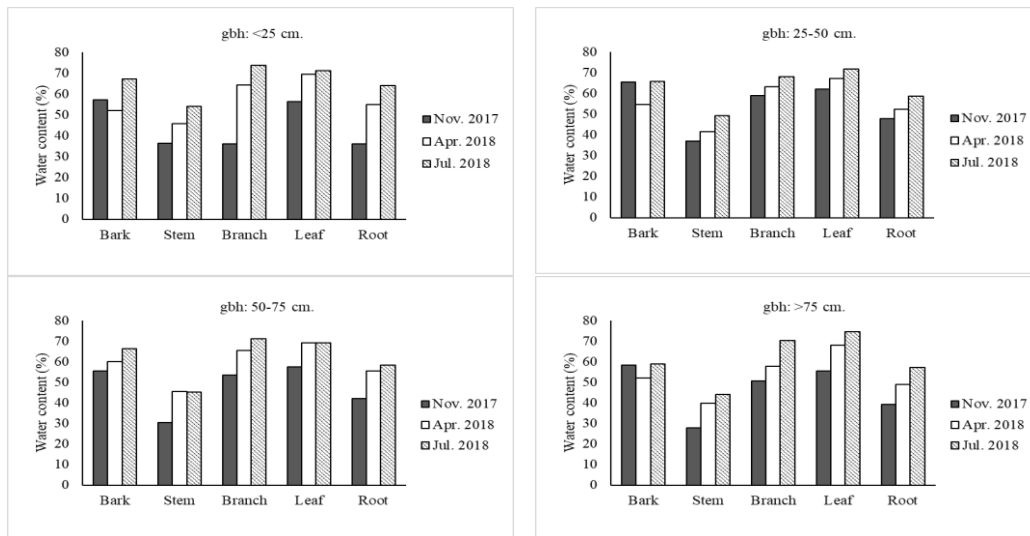 gbh: <25 cm.
80
70
60
50
40
30
20
10
0
Water content (%)
Bark Stem Branch Leaf Root
Nov. 2017
Apr. 2018
Jul. 2018
gbh: 25-50 cm.
80
70
60
50
40
30
20
10
0
Water content (%)
Bark Stem Branch Leaf Root
Nov. 2017
Apr. 2018
Jul. 2018
gbh: 50-75 cm.
80
70
60
50
40
30
20
10
0
Water content (%)
Bark Stem Branch Leaf Root
Nov. 2017
Apr. 2018
Jul. 2018
gbh: >75 cm.
80
70
60
50
40
30
20
10
0
Water content (%)
Bark Stem Branch Leaf Root
Nov. 2017
Apr. 2018
Jul. 2018